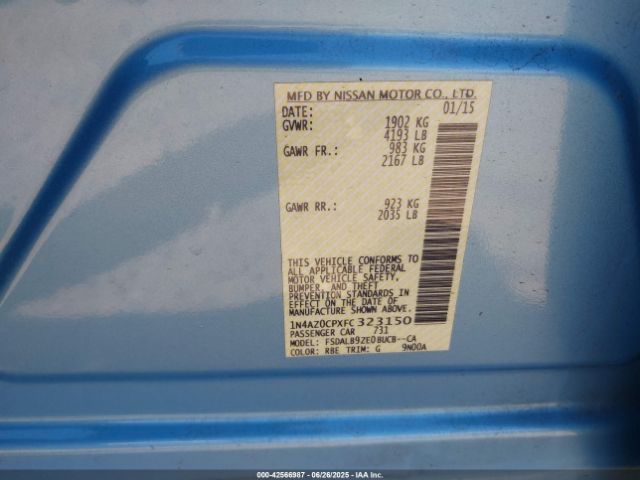 MFD BY NISSAN MOTOR CO., LTD.
DATE: 01/15
GVWR: 1902 KG
4193 LB
GAWR FR.: 983 KG
2167 LB
GAWR RR.: 923 KG
2035 LB
THIS VEHICLE CONFORMS TO
ALL APPLICABLE FEDERAL
MOTOR VEHICLE SAFETY,
BUMPER, AND THEFT
PREVENTION STANDARDS IN
EFFECT ON THE DATE OF
MANUFACTURE SHOWN ABOVE.
1N4AZ0CPXFC323150
PASSENGER CAR 731
MODEL: FSDALB9ZE0BUCB--CA
COLOR: RBE TRIM: G 9N00A
000-42566987 - 06/26/2025 - IAA Inc.